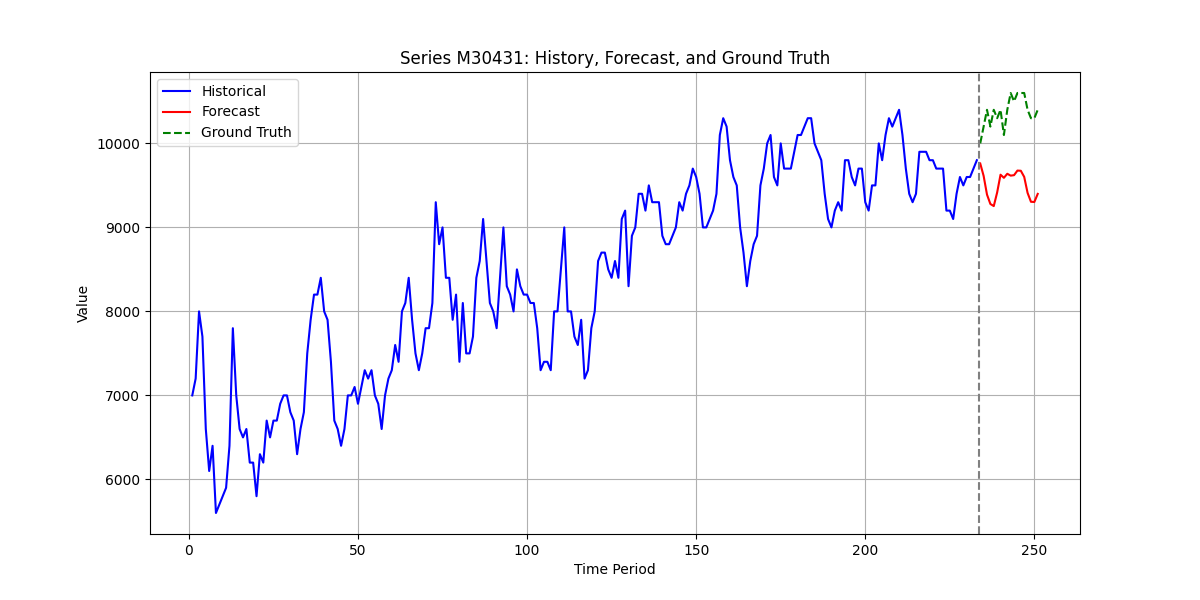 Series M30431: History, Forecast, and Ground Truth
Historical
Forecast
Ground Truth
10000
9000
8000
7000
6000
Value
0 50 100 150 200 250
Time Period